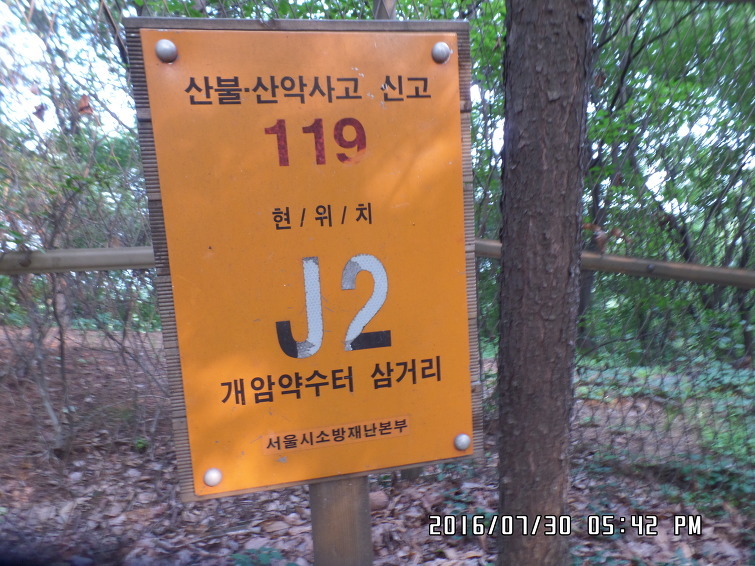 산불·산악사고 신고
119
현/위/치
J2
개암약수터 삼거리
서울시소방재난본부
2016/07/30 05:42 PM